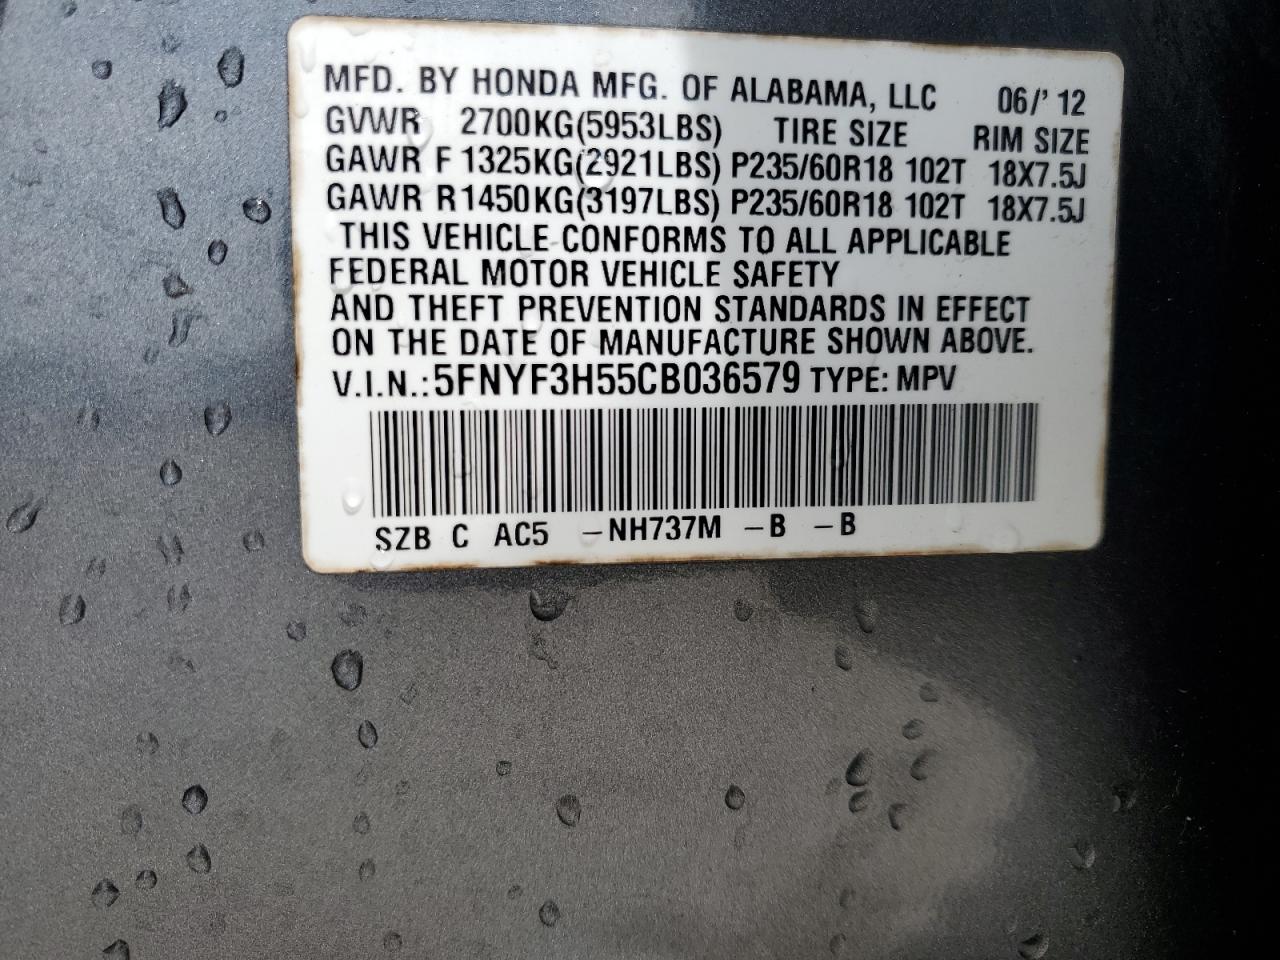 MFD. BY HONDA MFG. OF ALABAMA, LLC 06/' 12
GVWR 2700KG(5953LBS) TIRE SIZE RIM SIZE
GAWR F 1325KG(2921LBS) P235/60R18 102T 18X7.5J
GAWR R 1450KG(3197LBS) P235/60R18 102T 18X7.5J
THIS VEHICLE CONFORMS TO ALL APPLICABLE
FEDERAL MOTOR VEHICLE SAFETY
AND THEFT PREVENTION STANDARDS IN EFFECT
ON THE DATE OF MANUFACTURE SHOWN ABOVE.
V.I.N.: 5FNYF3H55CB036579 TYPE: MPV
SZB C AC5 –NH737M –B –B